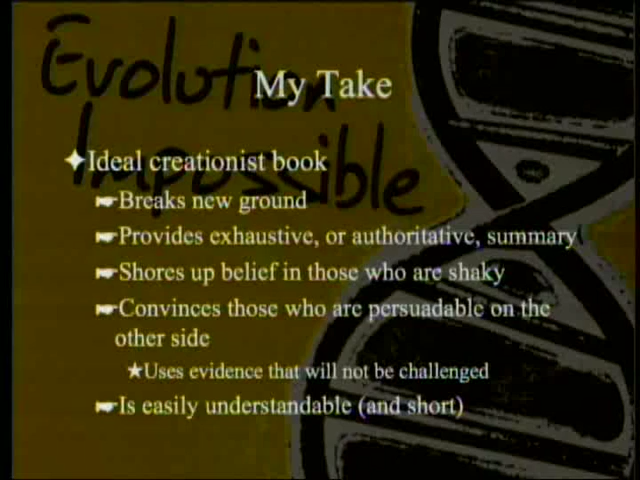 Evolution
Impossible
My Take
Ideal creationist book
Breaks new ground
Provides exhaustive, or authoritative, summary
Shores up belief in those who are shaky
Convinces those who are persuadable on the
other side
Uses evidence that will not be challenged
Is easily understandable (and short)